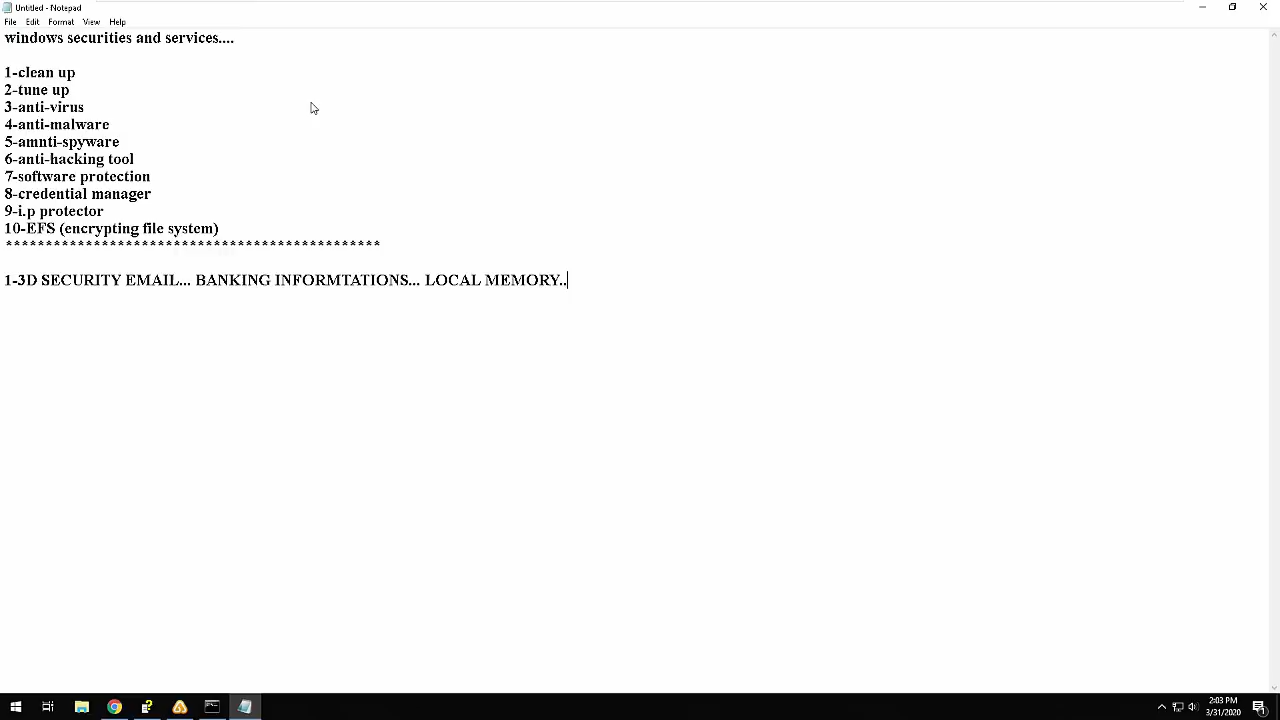 Untitled - Notepad
File Edit Format View Help
windows securities and services....
1-clean up
2-tune up
3-anti-virus
4-anti-malware
5-amnti-spyware
6-anti-hacking tool
7-software protection
8-credential manager
9-i.p protector
10-EFS (encrypting file system)
***********************************************
1-3D SECURITY EMAIL... BANKING INFORMTATIONS... LOCAL MEMORY..
2:03 PM
3/31/2020
1